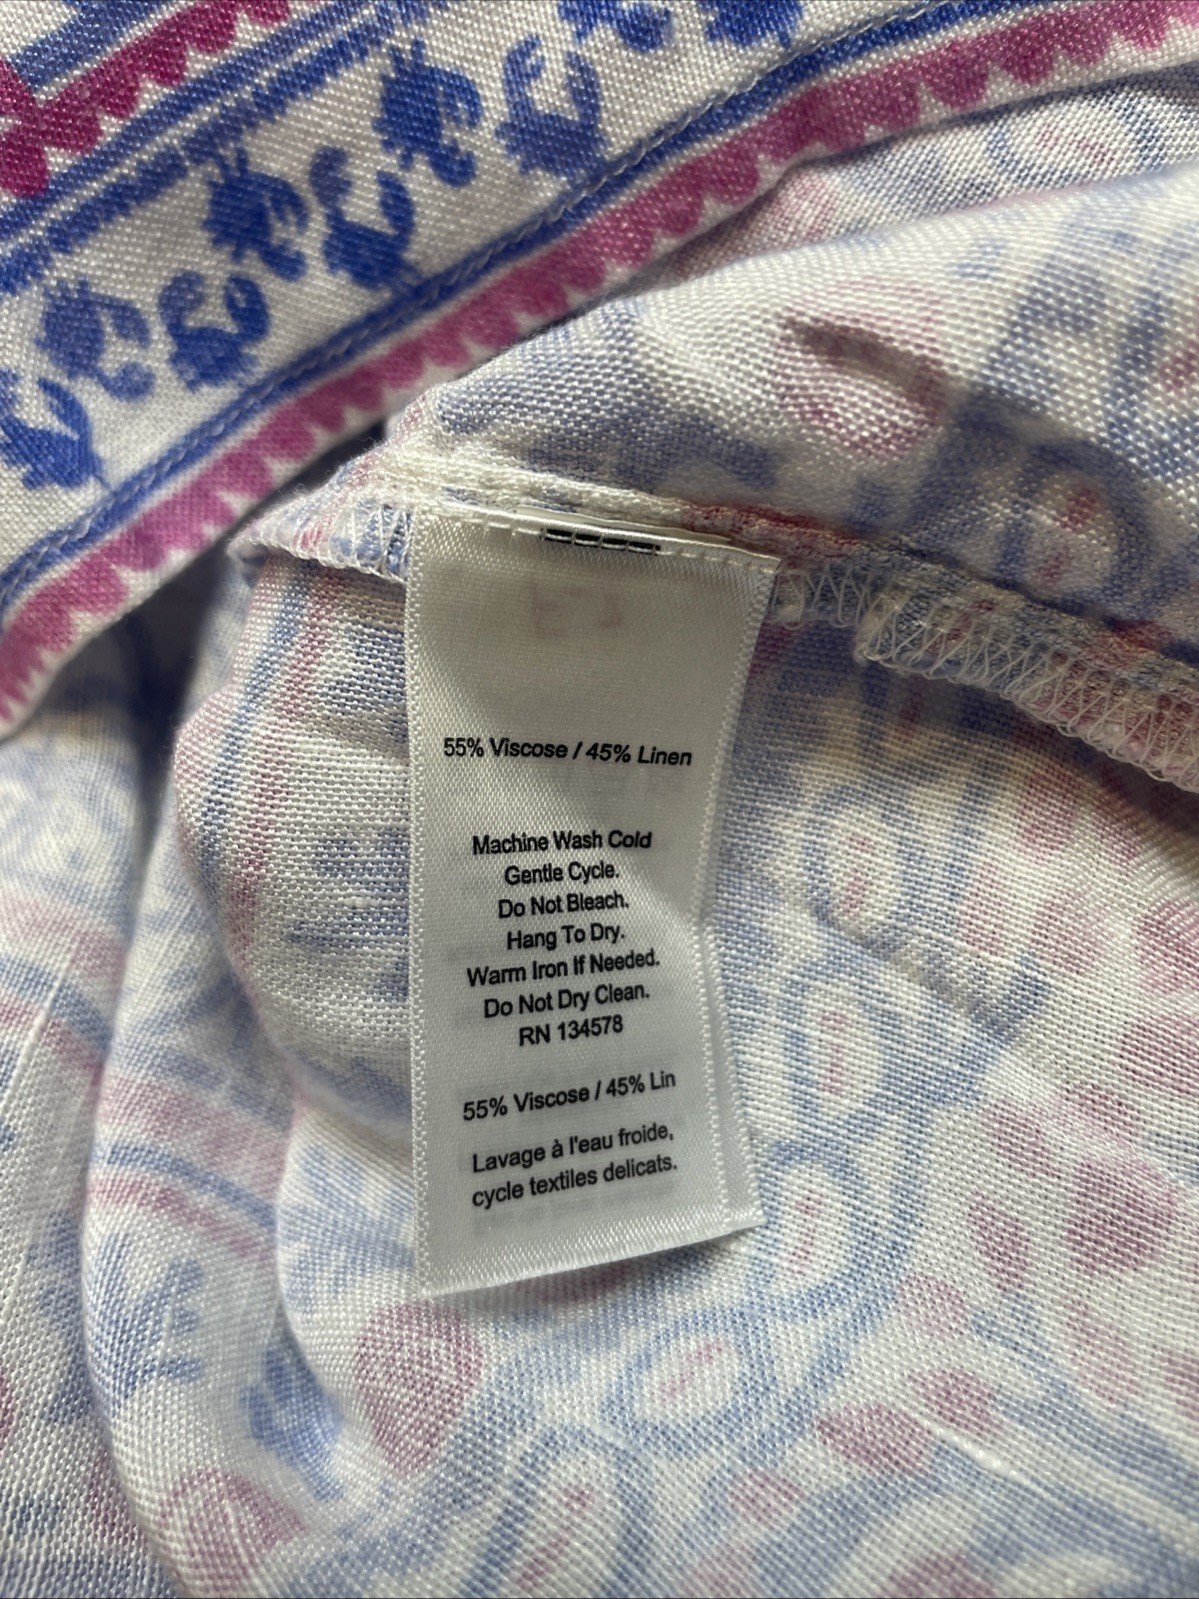 55% Viscose / 45% Linen
Machine Wash Cold
Gentle Cycle.
Do Not Bleach.
Hang To Dry.
Warm Iron If Needed.
Do Not Dry Clean.
RN 134578
55% Viscose / 45% Lin
Lavage à l'eau froide,
cycle textiles delicats.